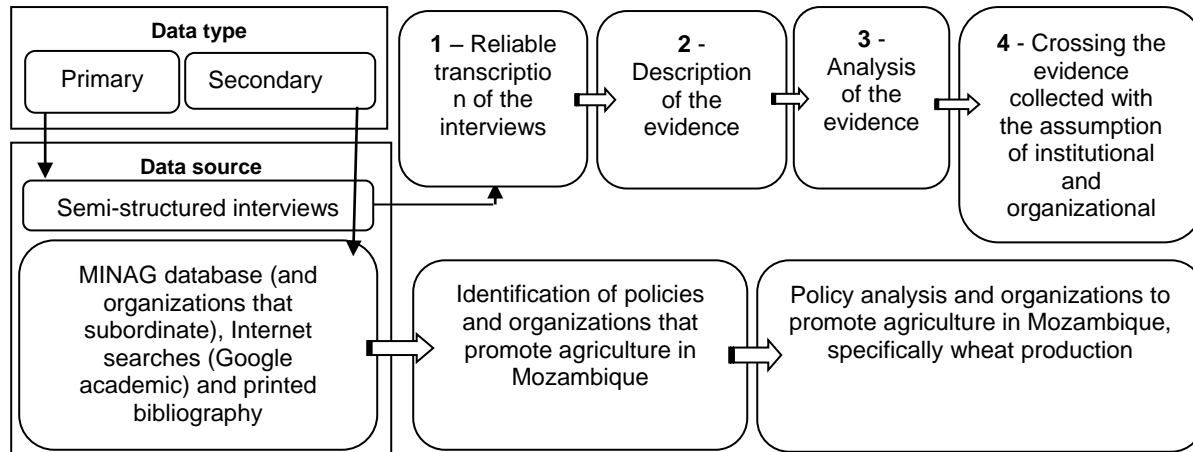 Data type
Primary
Secondary
Data source
Semi-structured interviews
MINAG database (and
organizations that
subordinate), Internet
searches (Google
academic) and printed
bibliography
1 – Reliable
transcriptio
n of the
interviews
2 -
Description
of the
evidence
3 -
Analysis
of the
evidence
4 - Crossing the
evidence
collected with
the assumption
of institutional
and
organizational
Identification of policies
and organizations that
promote agriculture in
Mozambique
Policy analysis and organizations to
promote agriculture in Mozambique,
specifically wheat production